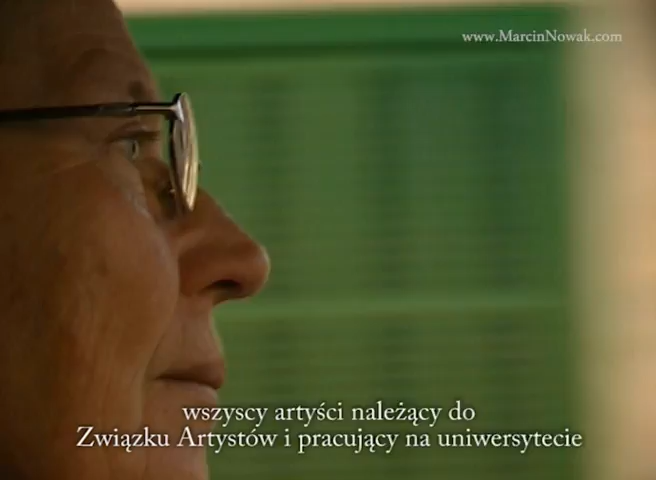 www.MarcinNowak.com
wszyscy artyści należący do
Związku Artystów i pracujący na uniwersytecie